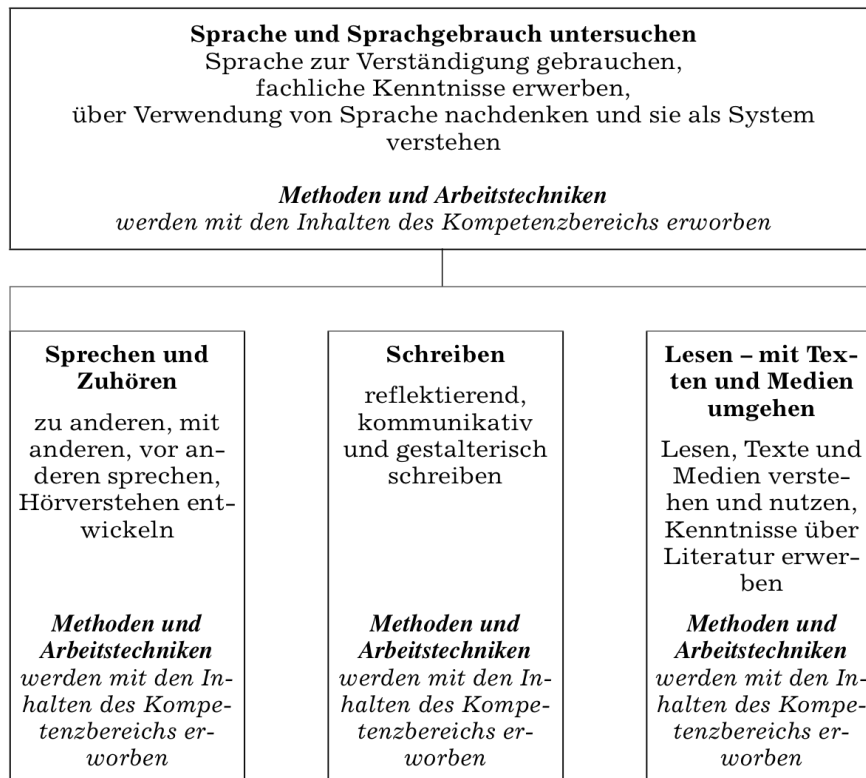 Sprache und Sprachgebrauch untersuchen
Sprache zur Verständigung gebrauchen,
fachliche Kenntnisse erwerben,
über Verwendung von Sprache nachdenken und sie als System
verstehen
Methoden und Arbeitstechniken
werden mit den Inhalten des Kompetenzbereichs erworben
Sprechen und
Zuhören
zu anderen, mit
anderen, vor an-
deren sprechen,
Hörverstehen ent-
wickeln
Methoden und
Arbeitstechniken
werden mit den In-
halten des Kompe-
tenzbereichs er-
worben
Schreiben
reflektierend,
kommunikativ
und gestalterisch
schreiben
Methoden und
Arbeitstechniken
werden mit den In-
halten des Kompe-
tenzbereichs er-
worben
Lesen – mit Tex-
ten und Medien
umgehen
Lesen, Texte und
Medien verste-
hen und nutzen,
Kenntnisse über
Literatur erwer-
ben
Methoden und
Arbeitstechniken
werden mit den In-
halten des Kompe-
tenzbereichs er-
worben